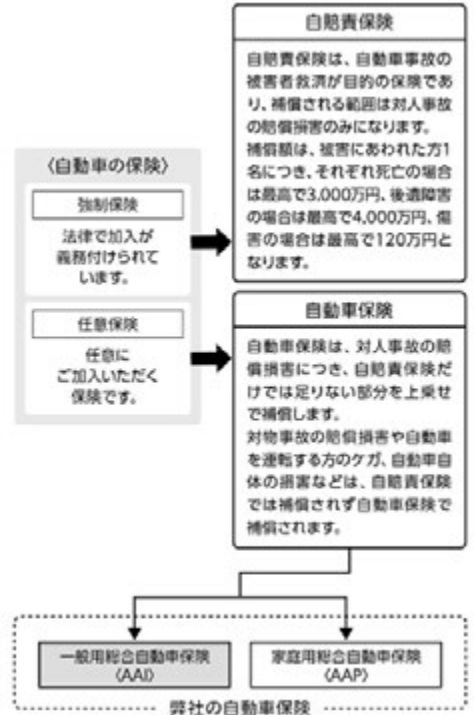 〈自動車の保険〉
強制保険
法律で加入が
義務付けられて
います。
任意保険
任意に
ご加入いただく
保険です。
自賠責保険
自賠責保険は、自動車事故の
被害者救済が目的の保険であ
り、補償される範囲は対人事故
の賠償損害のみになります。
補償額は、被害にあわれた方1
名につき、それぞれ死亡の場合
は最高で3,000万円、後遺障害
の場合は最高で4,000万円、傷
害の場合は最高で120万円と
なります。
自動車保険
自動車保険は、対人事故の賠
償損害につき、自賠責保険だ
けでは足りない部分を上乗せ
で補償します。
対物事故の賠償損害や自動車
を運転する方のケガ、自動車自
体の損害などは、自賠責保険
では補償されず自動車保険で
補償されます。
一般用総合自動車保険
〈AAI〉
家庭用総合自動車保険
〈AAP〉
弊社の自動車保険